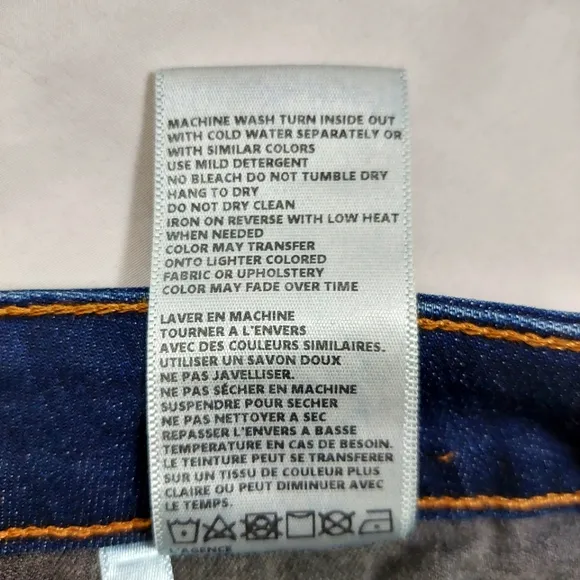 MACHINE WASH TURN INSIDE OUT
WITH COLD WATER SEPARATELY OR
WITH SIMILAR COLORS
USE MILD DETERGENT
NO BLEACH DO NOT TUMBLE DRY
HANG TO DRY
DO NOT DRY CLEAN
IRON ON REVERSE WITH LOW HEAT
WHEN NEEDED
COLOR MAY TRANSFER
ONTO LIGHTER COLORED
FABRIC OR UPHOLSTERY
COLOR MAY FADE OVER TIME
LAVER EN MACHINE
TOURNER A L'ENVERS
AVEC DES COULEURS SIMILAIRES.
UTILISER UN SAVON DOUX
NE PAS JAVELLISER.
NE PAS SÉCHER EN MACHINE
SUSPENDRE POUR SECHER
NE PAS NETTOYER A SEC
REPASSER L'ENVERS A BASSE
TEMPERATURE EN CAS DE BESOIN.
LE TEINTURE PEUT SE TRANSFERER
SUR UN TISSU DE COULEUR PLUS
CLAIRE OU PEUT DIMINUER AVEC
LE TEMPS.
L'AGENCE